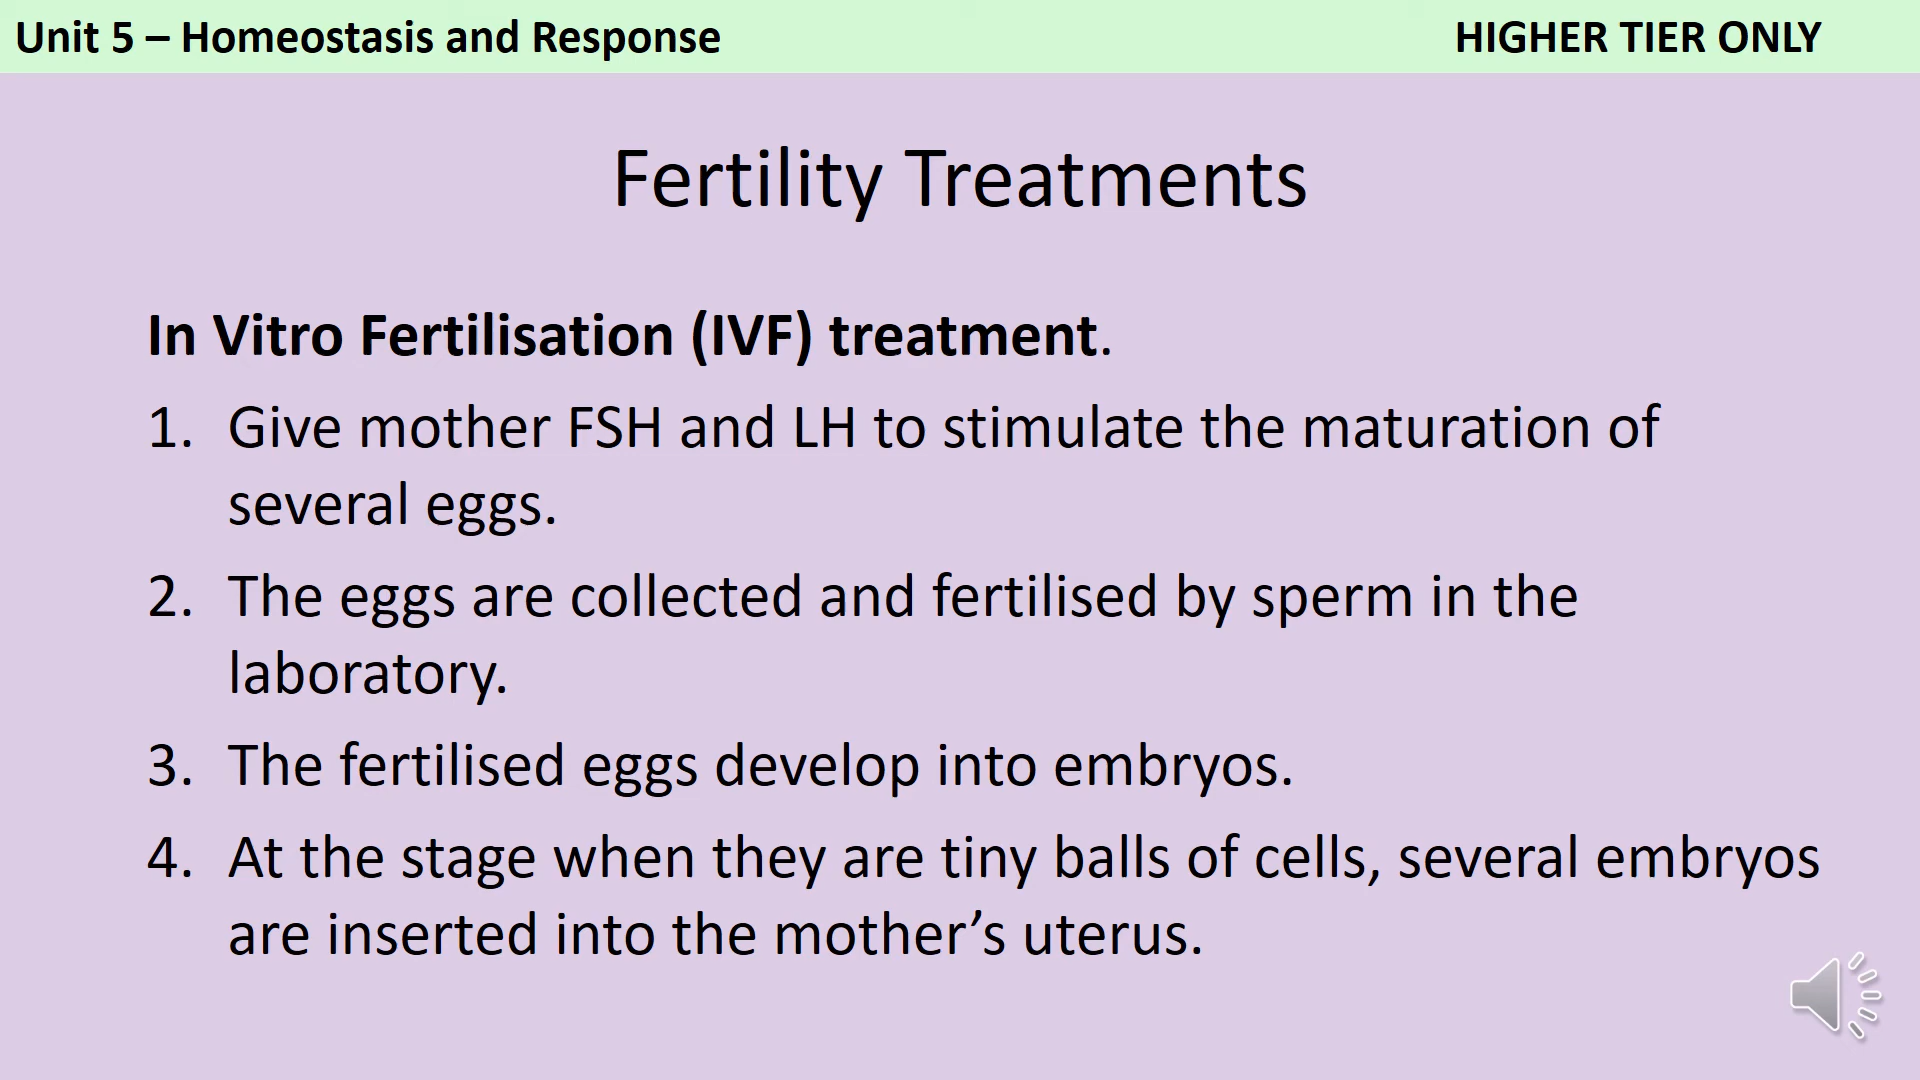 Unit 5 – Homeostasis and Response
HIGHER TIER ONLY
Fertility Treatments
In Vitro Fertilisation (IVF) treatment.
1. Give mother FSH and LH to stimulate the maturation of
several eggs.
2. The eggs are collected and fertilised by sperm in the
laboratory.
3. The fertilised eggs develop into embryos.
4. At the stage when they are tiny balls of cells, several embryos
are inserted into the mother’s uterus.